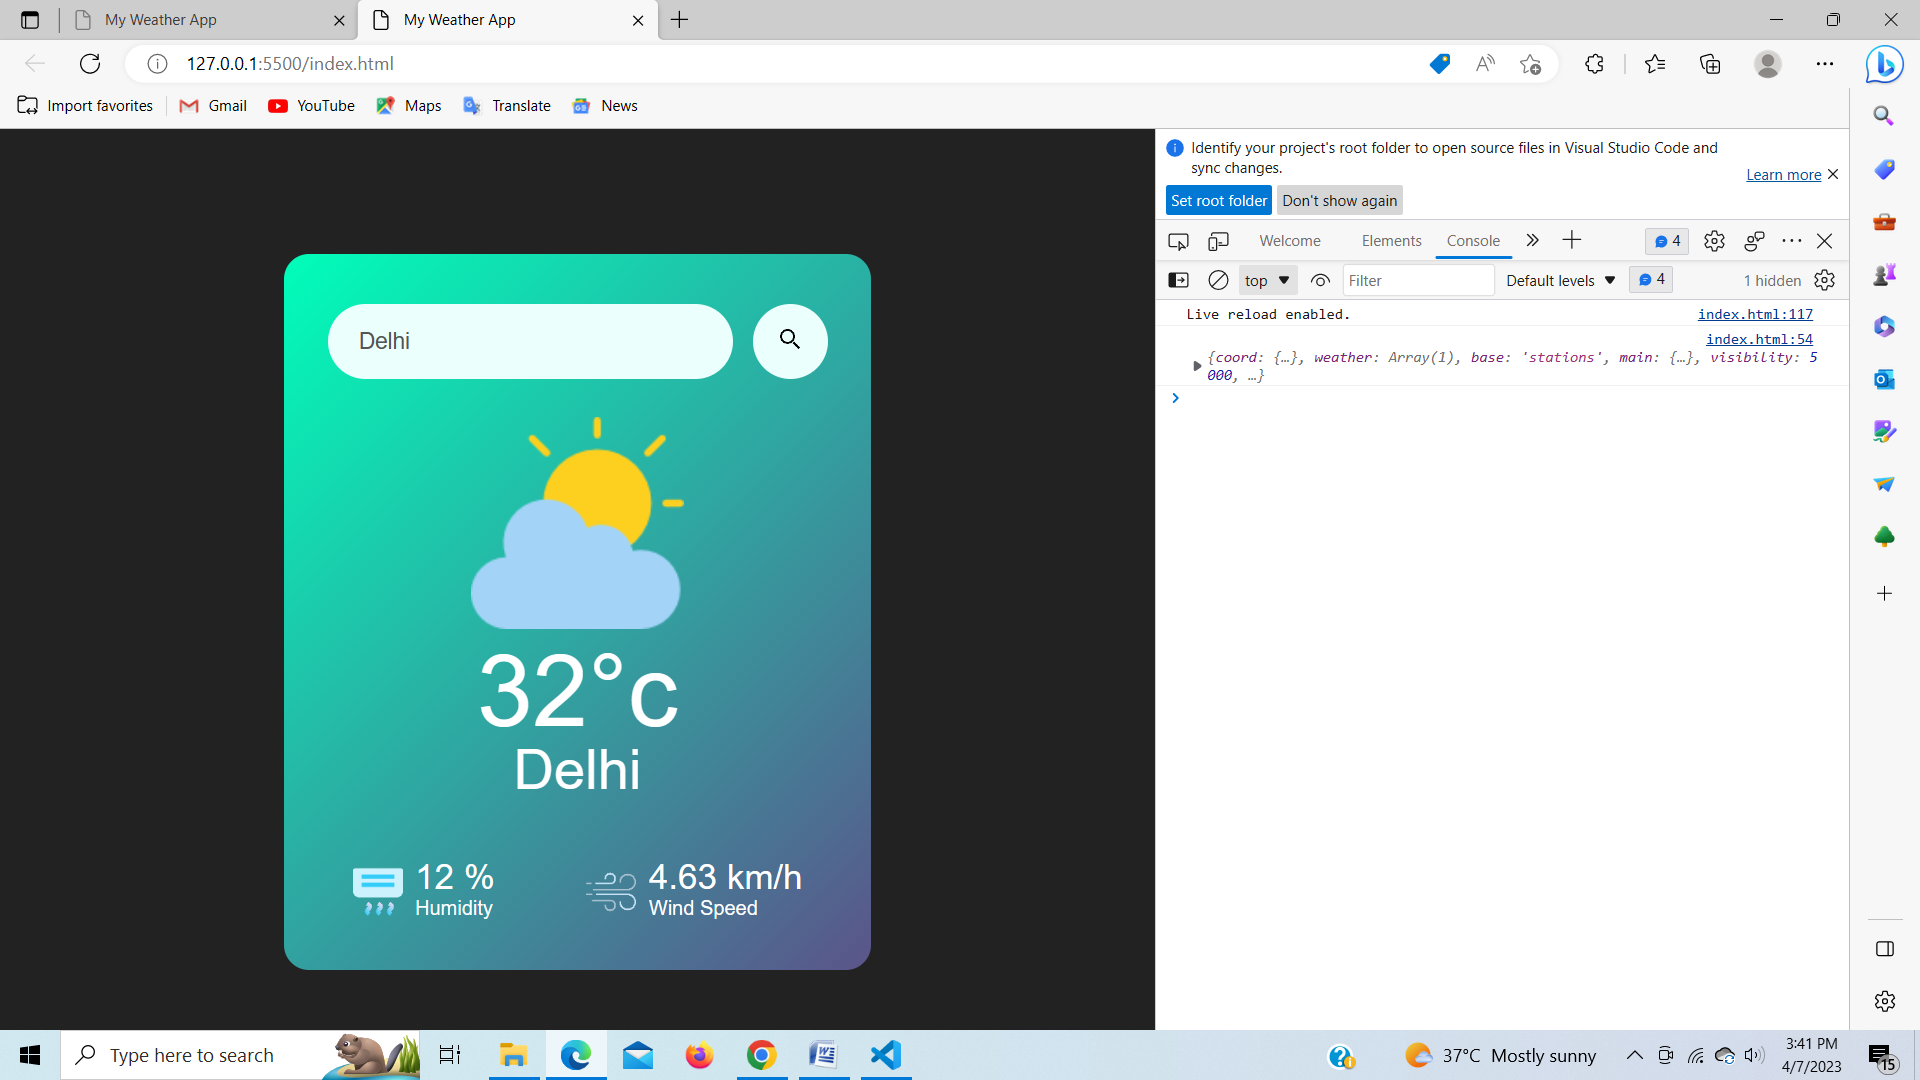 My Weather App
My Weather App
127.0.0.1:5500/index.html
Import favorites
Gmail
YouTube
Maps
Translate
News
Identify your project's root folder to open source files in Visual Studio Code and
sync changes.
Learn more
Set root folder
Don't show again
Welcome
Elements
Console
4
top
Filter
Default levels
4
1 hidden
Live reload enabled.
index.html:117
index.html:54
{coord: {…}, weather: Array(1), base: 'stations', main: {…}, visibility: 5
000, …}
Delhi
32°c
Delhi
12 %
Humidity
4.63 km/h
Wind Speed
Type here to search
37°C Mostly sunny
3:41 PM
4/7/2023
15